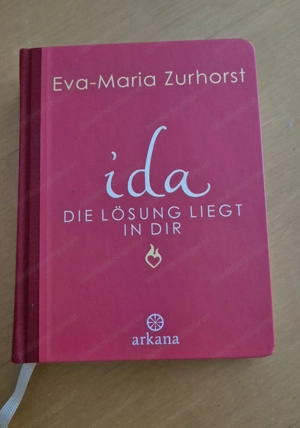 Eva-Maria Zurhorst
ida
DIE LÖSUNG LIEGT
IN DIR
arkana